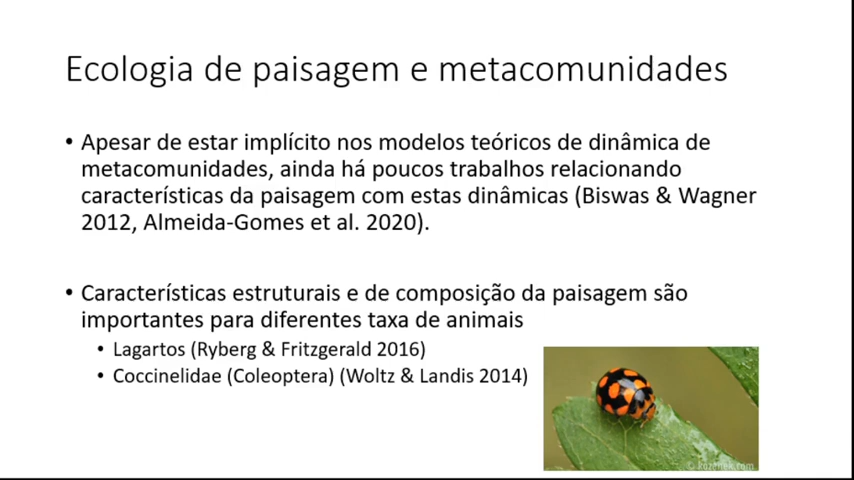 Ecologia de paisagem e metacomunidades
• Apesar de estar implícito nos modelos teóricos de dinâmica de
metacomunidades, ainda há poucos trabalhos relacionando
características da paisagem com estas dinâmicas (Biswas & Wagner
2012, Almeida-Gomes et al. 2020).
• Características estruturais e de composição da paisagem são
importantes para diferentes taxa de animais
• Lagartos (Ryberg & Fritzgerald 2016)
• Coccinelidae (Coleoptera) (Woltz & Landis 2014)